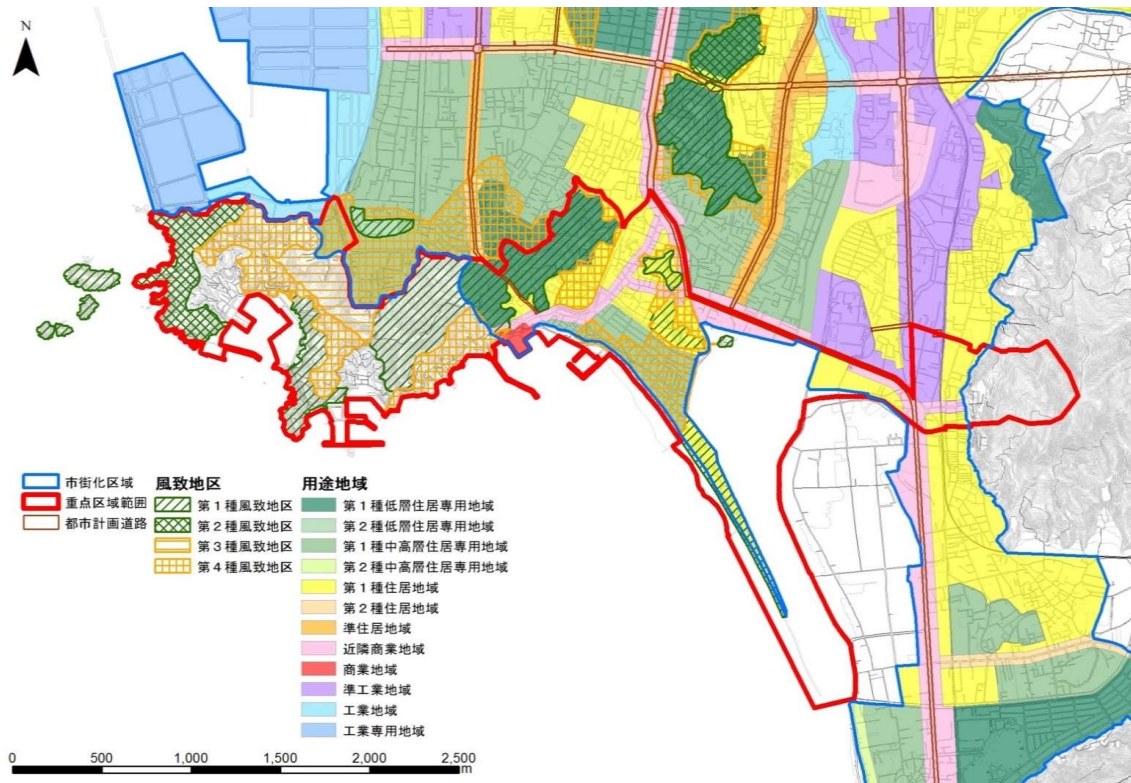 N
市街化区域
重点区域範囲
都市計画道路
風致地区
第1種風致地区
第2種風致地区
第3種風致地区
第4種風致地区
用途地域
第1種低層住居専用地域
第2種低層住居専用地域
第1種中高層住居専用地域
第2種中高層住居専用地域
第1種住居地域
第2種住居地域
準住居地域
近隣商業地域
商業地域
準工業地域
工業地域
工業専用地域
0 500 1,000 1,500 2,000 2,500
m